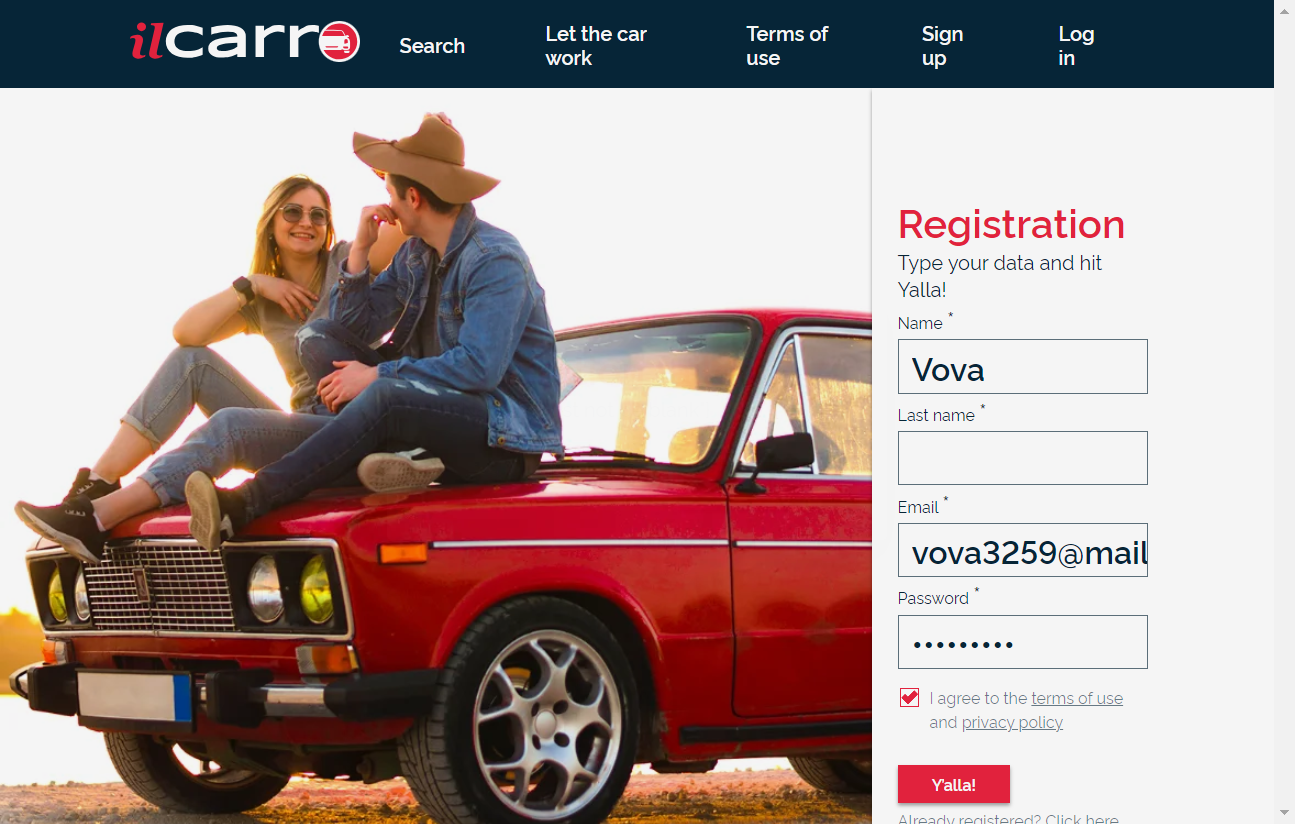 ilcarro
Search
Let the car
work
Terms of
use
Sign
up
Log
in
Registration
Type your data and hit
Yalla!
Name *
Vova
Last name *
Email *
vova3259@mail
Password *
•••••••••
I agree to the terms of use
and privacy policy
Y'alla!
Already registered? Click here